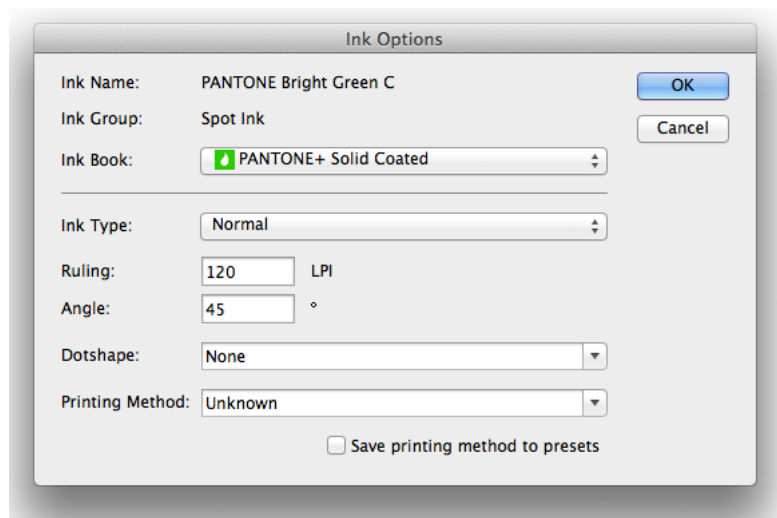 Ink Options
Ink Name: PANTONE Bright Green C
OK
Ink Group: Spot Ink
Cancel
Ink Book: PANTONE+ Solid Coated
Ink Type: Normal
Ruling: 120 LPI
Angle: 45 °
Dotshape: None
Printing Method: Unknown
Save printing method to presets